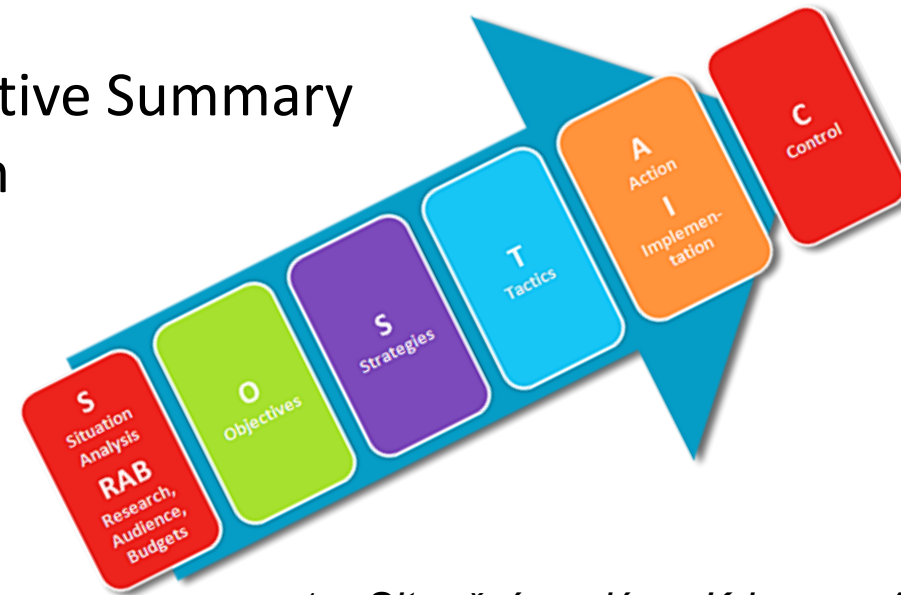 tive Summary
S
Situation
Analysis
RAB
Research,
Audience,
Budgets
O
Objectives
S
Strategies
T
Tactics
A
Action
I
Implemen-
tation
C
Control